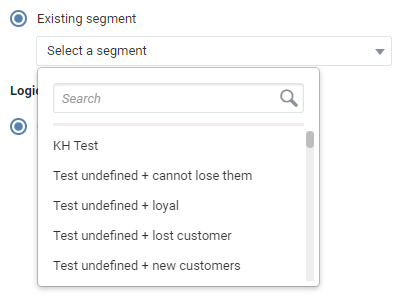 Existing segment
Select a segment
Search
KH Test
Test undefined + cannot lose them
Test undefined + loyal
Test undefined + lost customer
Test undefined + new customers